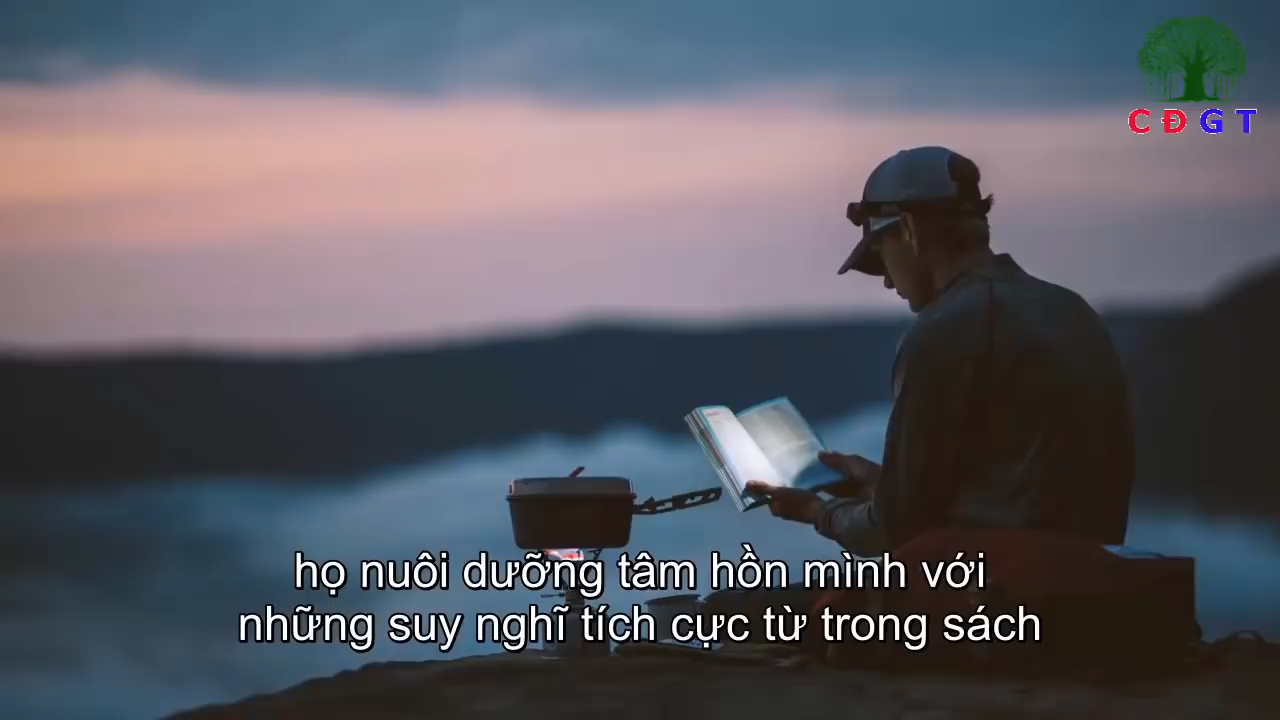 C Đ G T
họ nuôi dưỡng tâm hồn mình với
những suy nghĩ tích cực từ trong sách